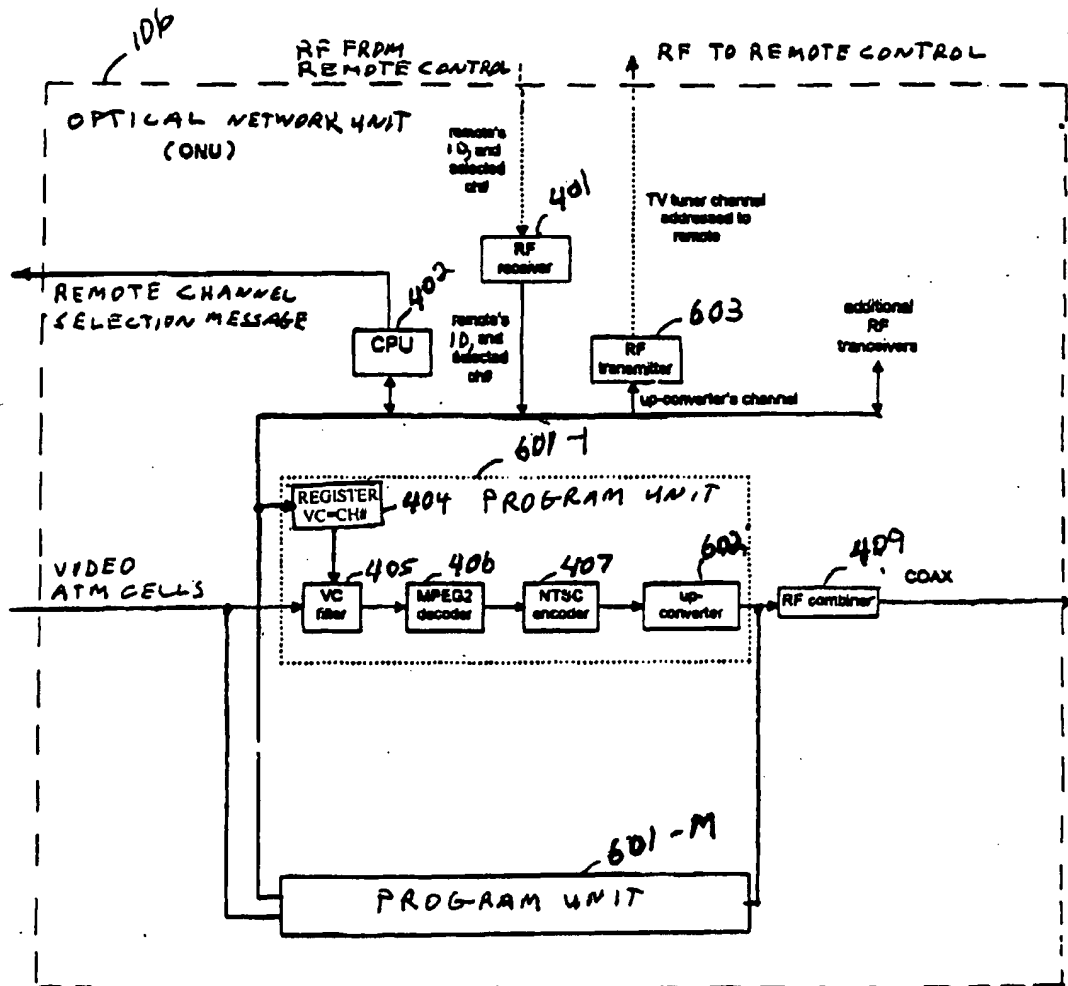 106
RF FROM
REMOTE CONTROL
RF TO REMOTE CONTROL
OPTICAL NETWORK UNIT
(ONU)
remote's
ID, and
selected
ch#
401
RF
receiver
TV tuner channel
addressed to
remote
REMOTE CHANNEL
SELECTION MESSAGE
402
CPU
remote's
ID, and
selected
ch#
603
RF
transmitter
additional
RF
tranceivers
up-converter's channel
601-1
REGISTER
VC=CH#
404
PROGRAM UNIT
VIDEO
ATM CELLS
405
VC
filter
406
MPEG2
decoder
407
NTSC
encoder
602
up-
converter
409
RF combiner
COAX
601-M
PROGRAM UNIT